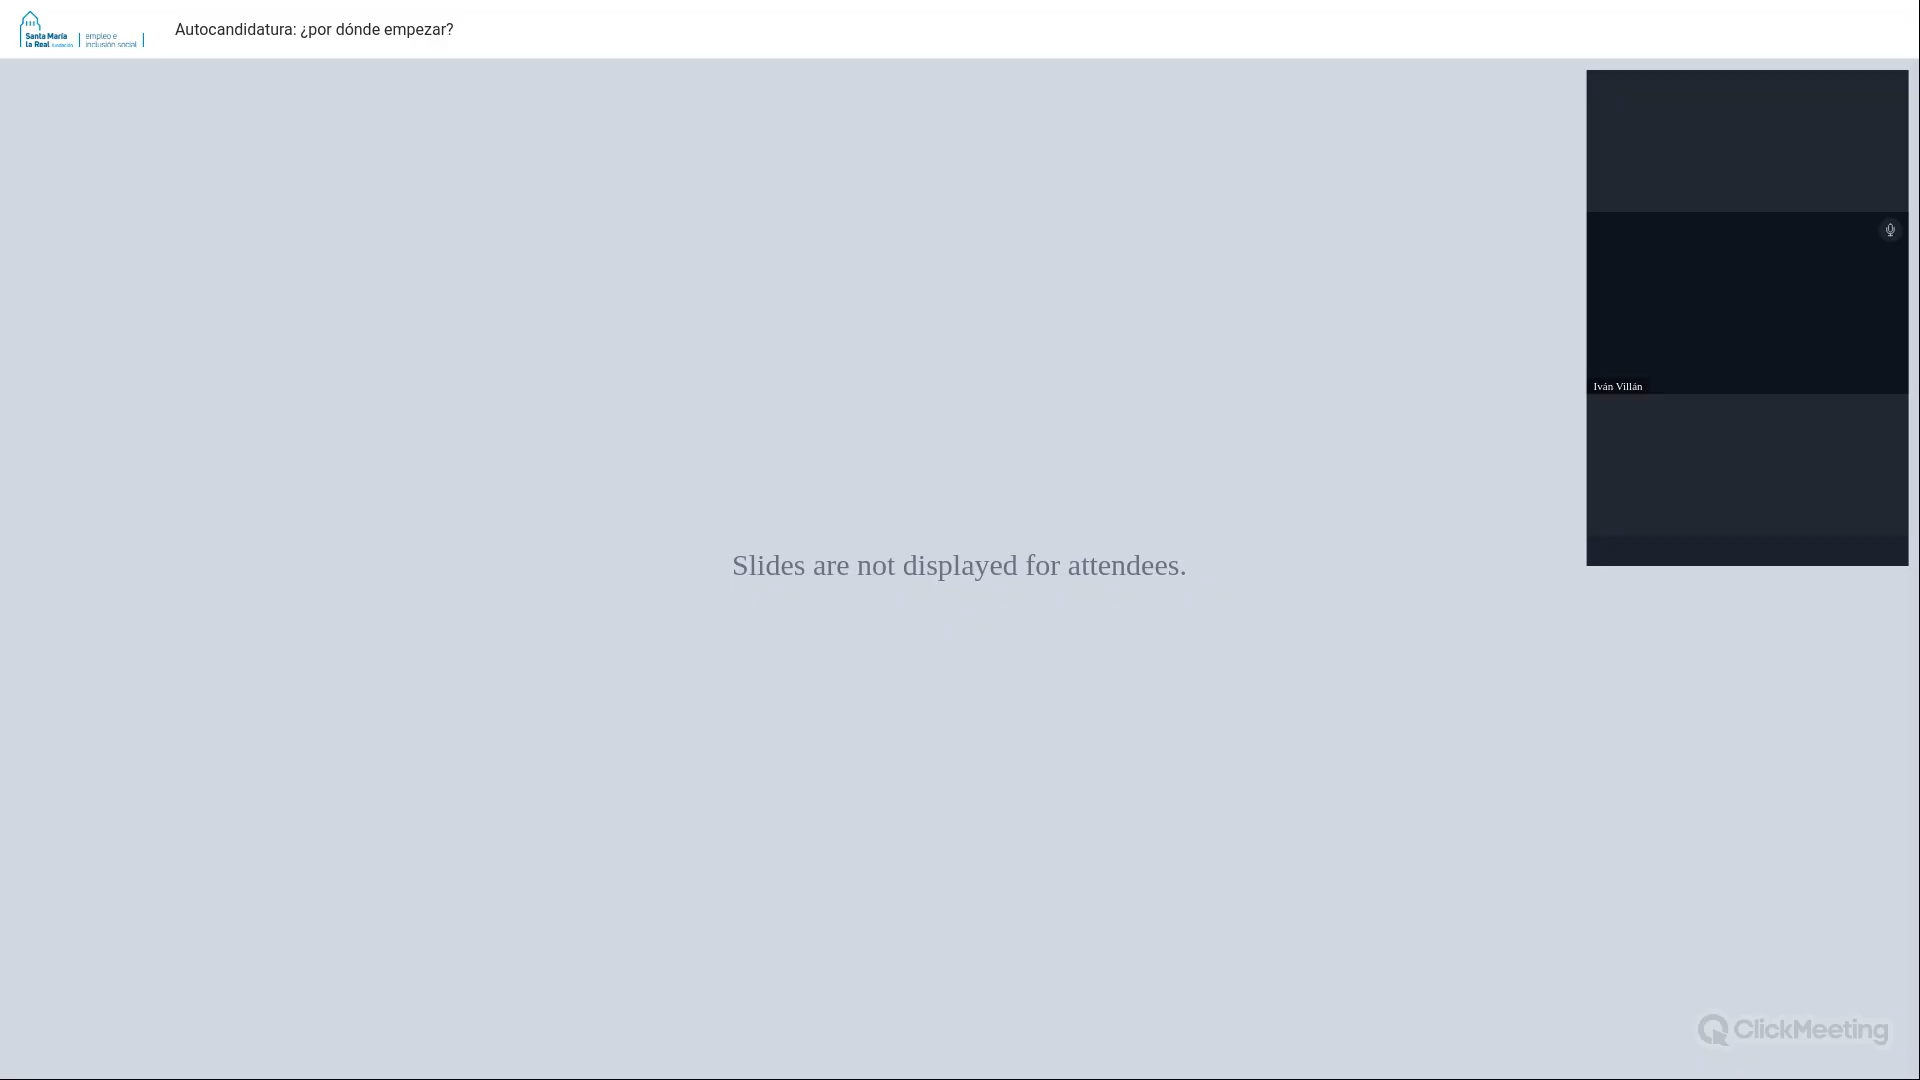 Santa María
la Real fundación
empleo e
inclusión social
Autocandidatura: ¿por dónde empezar?
Iván Villán
Slides are not displayed for attendees.
ClickMeeting